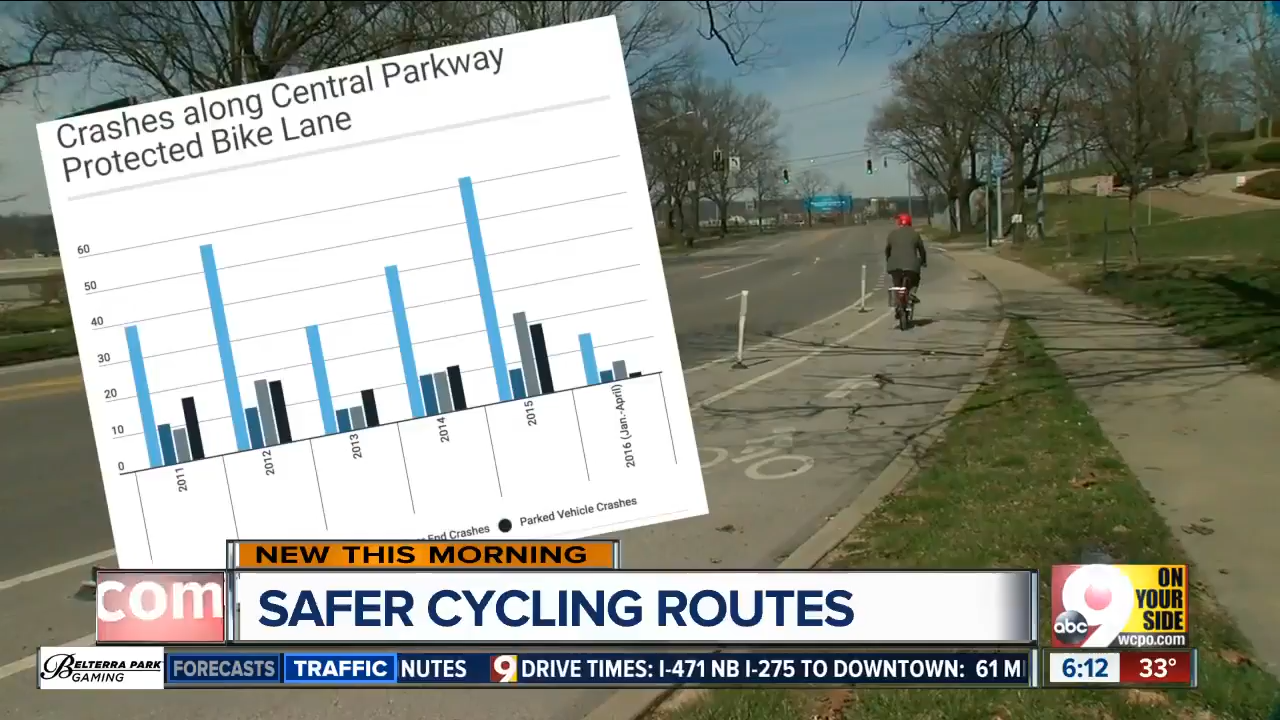 Crashes along Central Parkway
Protected Bike Lane
60
50
40
30
20
10
0
2011
2012
2013
2014
2015
2016 (Jan.-April)
End Crashes
Parked Vehicle Crashes
NEW THIS MORNING
com
SAFER CYCLING ROUTES
9
abc
ON
YOUR
SIDE
wcpo.com
BELTERRA PARK
GAMING
FORECASTS
TRAFFIC
NUTES
9 DRIVE TIMES: I-471 NB I-275 TO DOWNTOWN: 61 M
6:12
33°